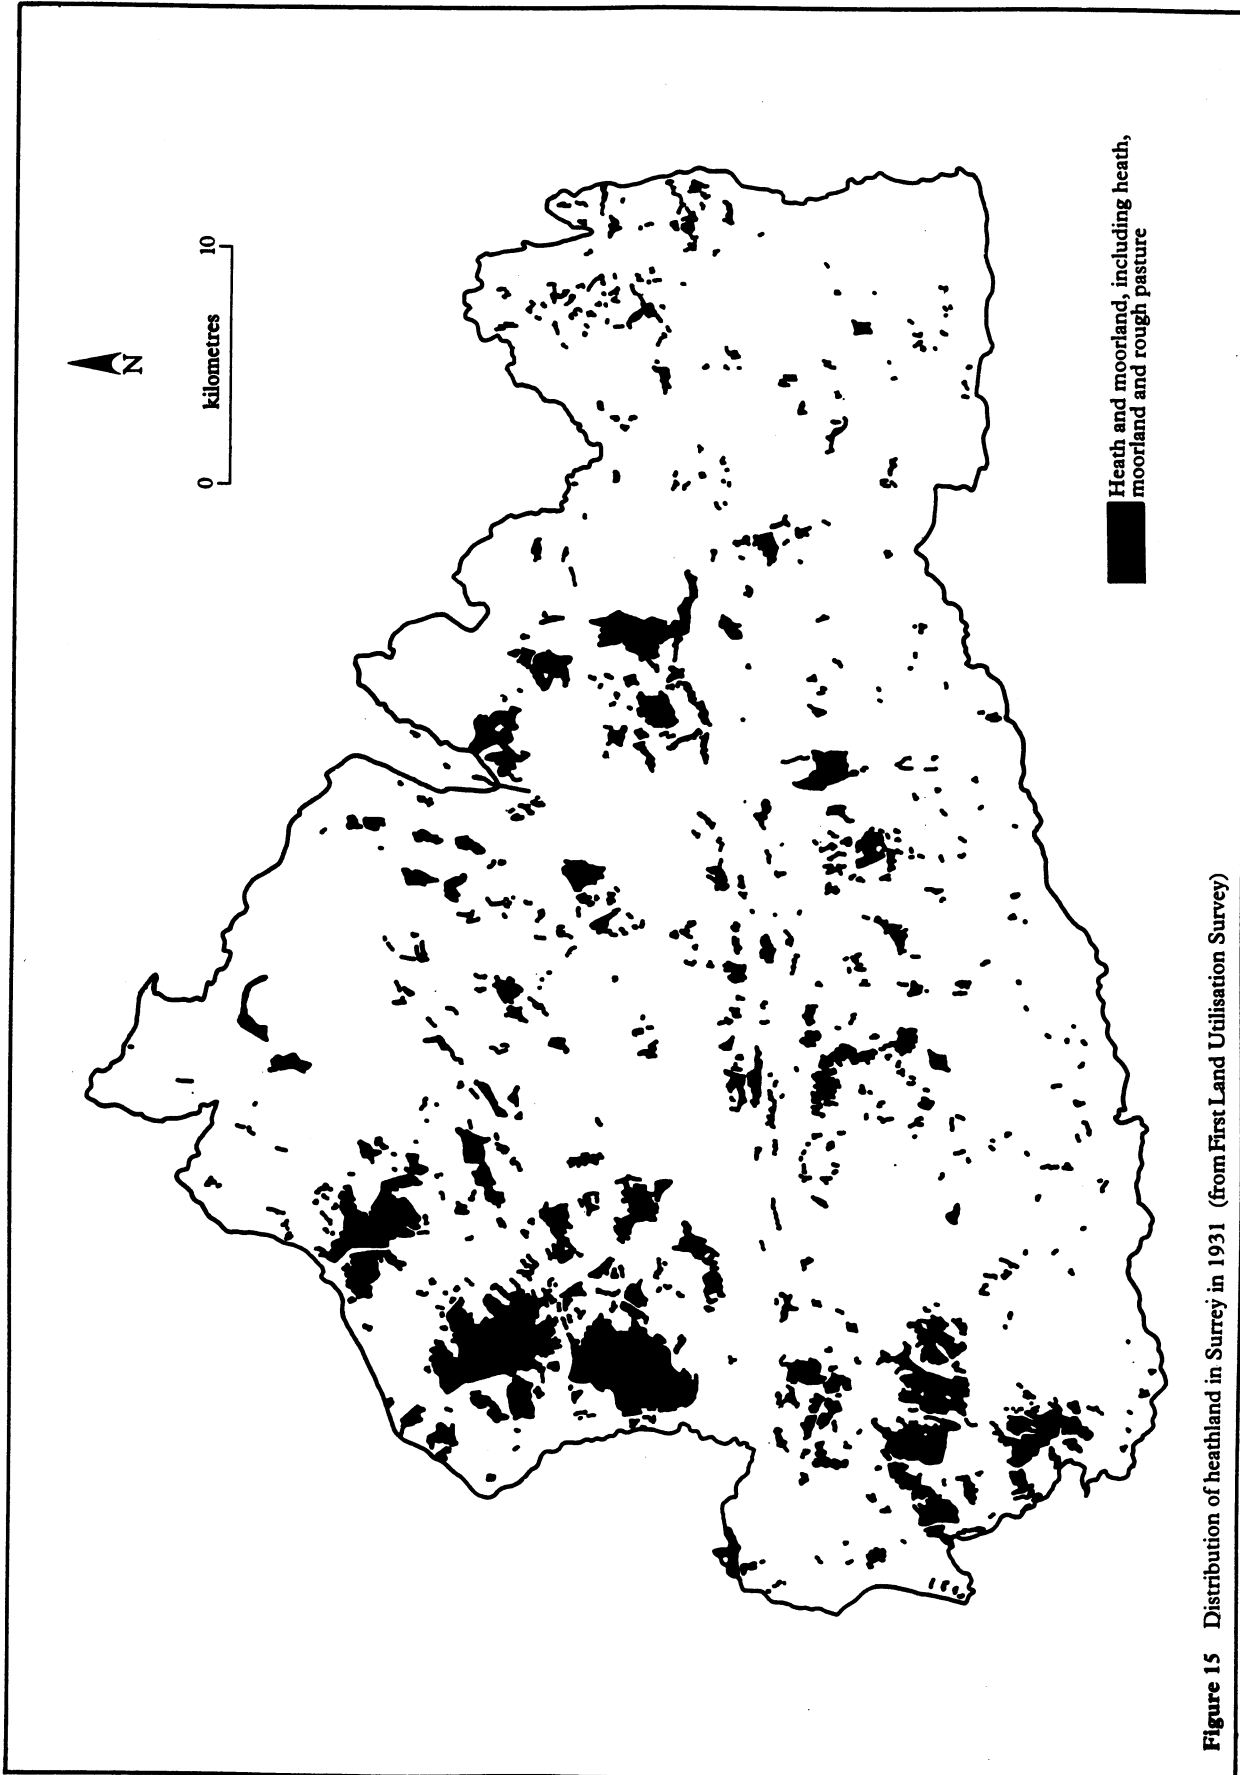 N
0 10
kilometres
Heath and moorland, including heath,
moorland and rough pasture
Figure 15 Distribution of heathland in Surrey in 1931 (from First Land Utilisation Survey)